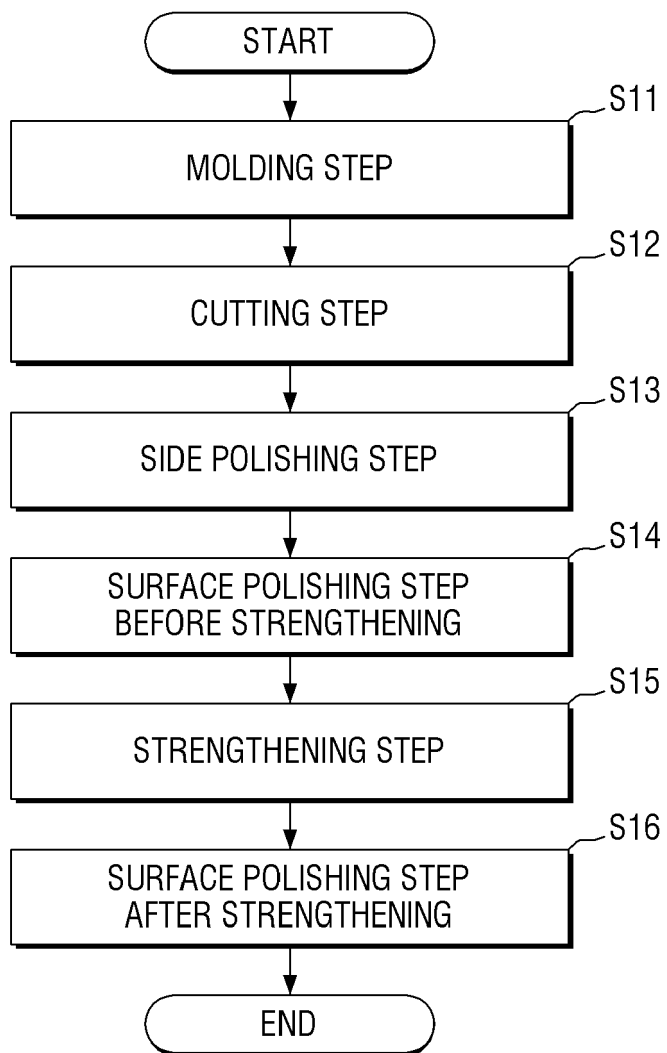 START
S11
MOLDING STEP
S12
CUTTING STEP
S13
SIDE POLISHING STEP
S14
SURFACE POLISHING STEP
BEFORE STRENGTHENING
S15
STRENGTHENING STEP
S16
SURFACE POLISHING STEP
AFTER STRENGTHENING
END